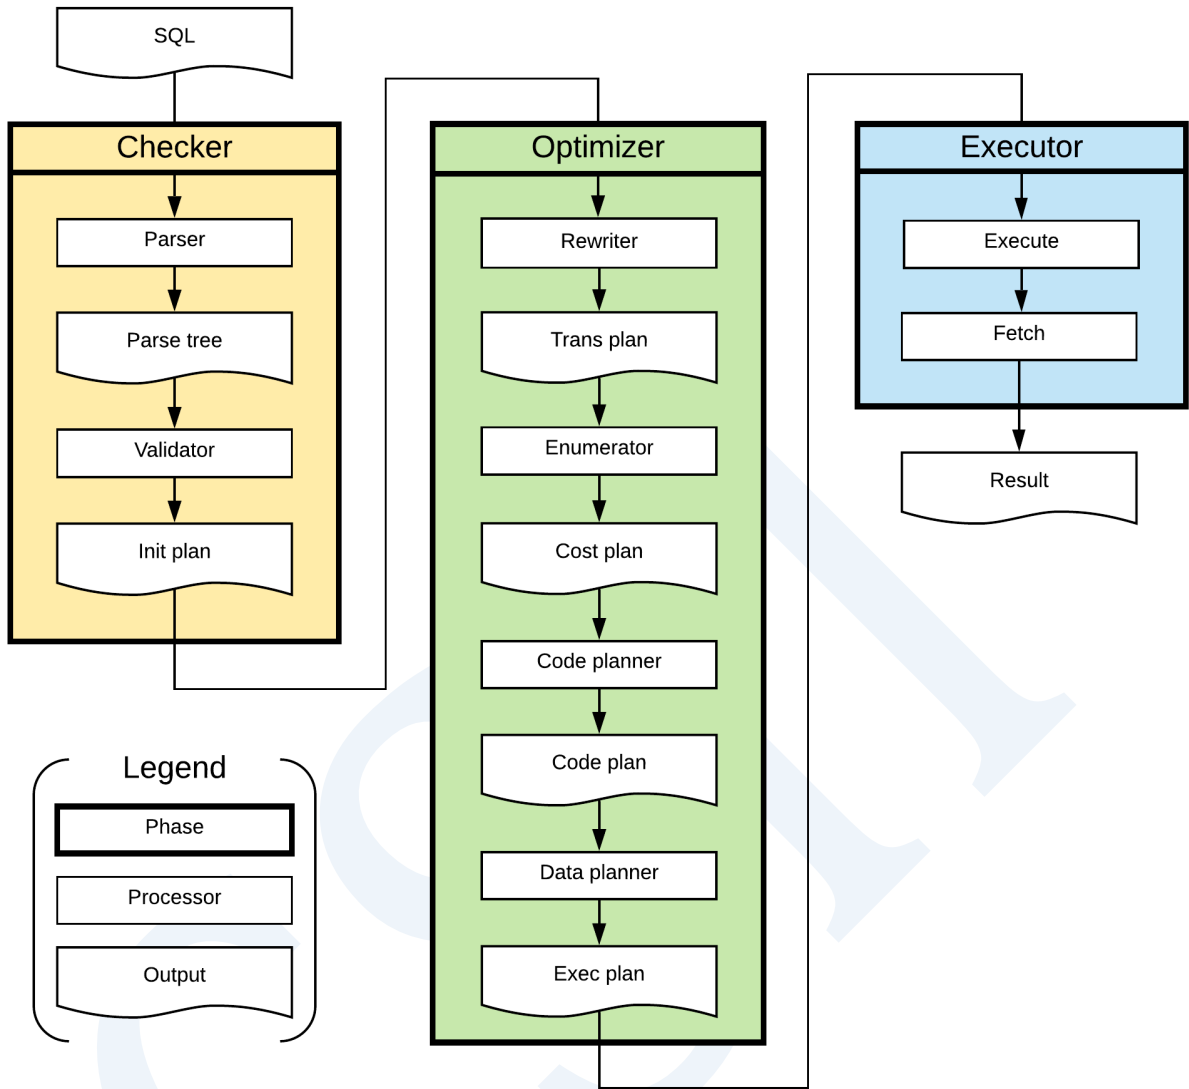 SQL
Checker
Parser
Parse tree
Validator
Init plan
Optimizer
Rewriter
Trans plan
Enumerator
Cost plan
Code planner
Code plan
Data planner
Exec plan
Executor
Execute
Fetch
Result
Legend
Phase
Processor
Output